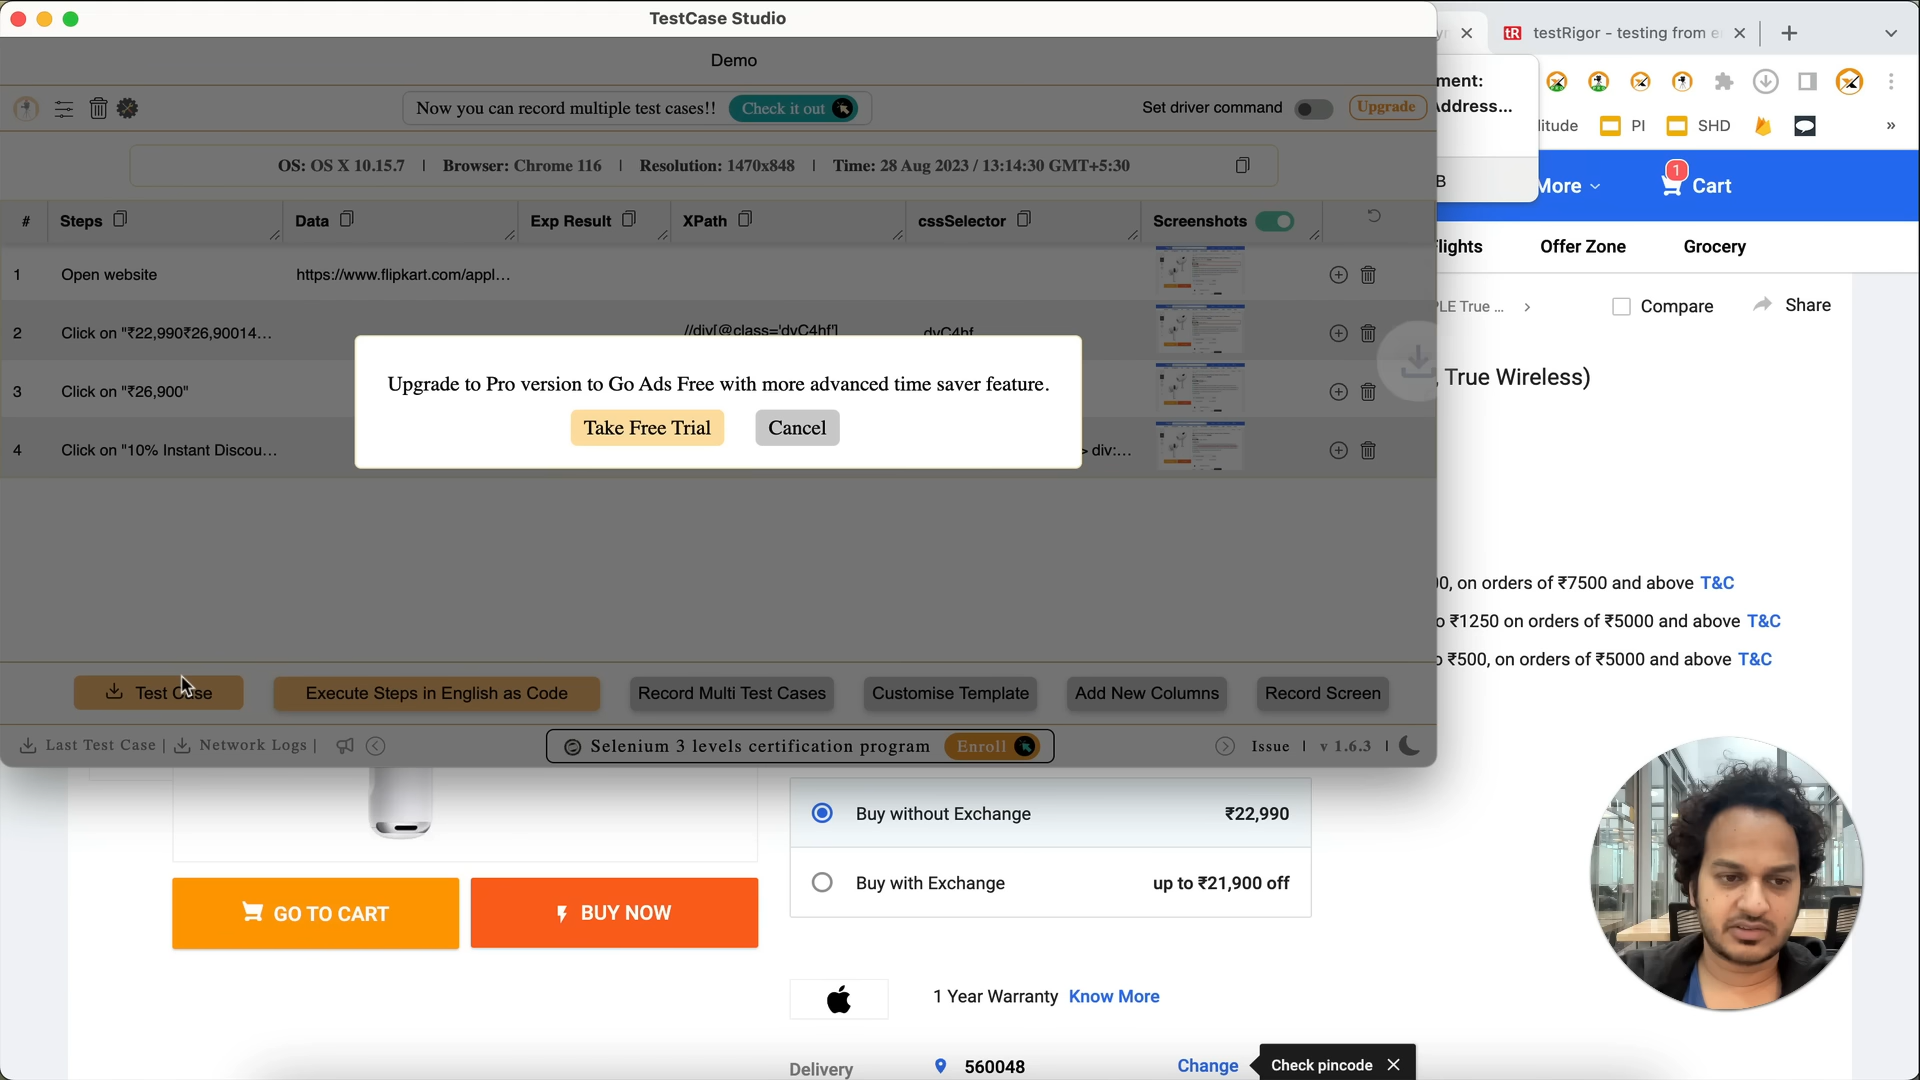 TestCase Studio
Demo
Now you can record multiple test cases!! Check it out
Set driver command Upgrade
OS: OS X 10.15.7 | Browser: Chrome 116 | Resolution: 1470x848 | Time: 28 Aug 2023 / 13:14:30 GMT+5:30
# Steps Data Exp Result XPath cssSelector Screenshots
1 Open website https://www.flipkart.com/appl...
2 Click on "₹22,990₹26,90014... //div[@class='dyC4hf'] dyC4hf
3 Click on "₹26,900"
4 Click on "10% Instant Discou... > div:...
Upgrade to Pro version to Go Ads Free with more advanced time saver feature.
Take Free Trial Cancel
Test Case Execute Steps in English as Code Record Multi Test Cases Customise Template Add New Columns Record Screen
Last Test Case | Network Logs |
Selenium 3 levels certification program Enroll
Issue | v 1.6.3 |
tR testRigor - testing from e
ment:
Address...
litude PI SHD
B
More 1 Cart
lights Offer Zone Grocery
PLE True ... Compare Share
, True Wireless)
00, on orders of ₹7500 and above T&C
o ₹1250 on orders of ₹5000 and above T&C
o ₹500, on orders of ₹5000 and above T&C
Buy without Exchange ₹22,990
Buy with Exchange up to ₹21,900 off
GO TO CART BUY NOW
1 Year Warranty Know More
Delivery 560048 Change
Check pincode